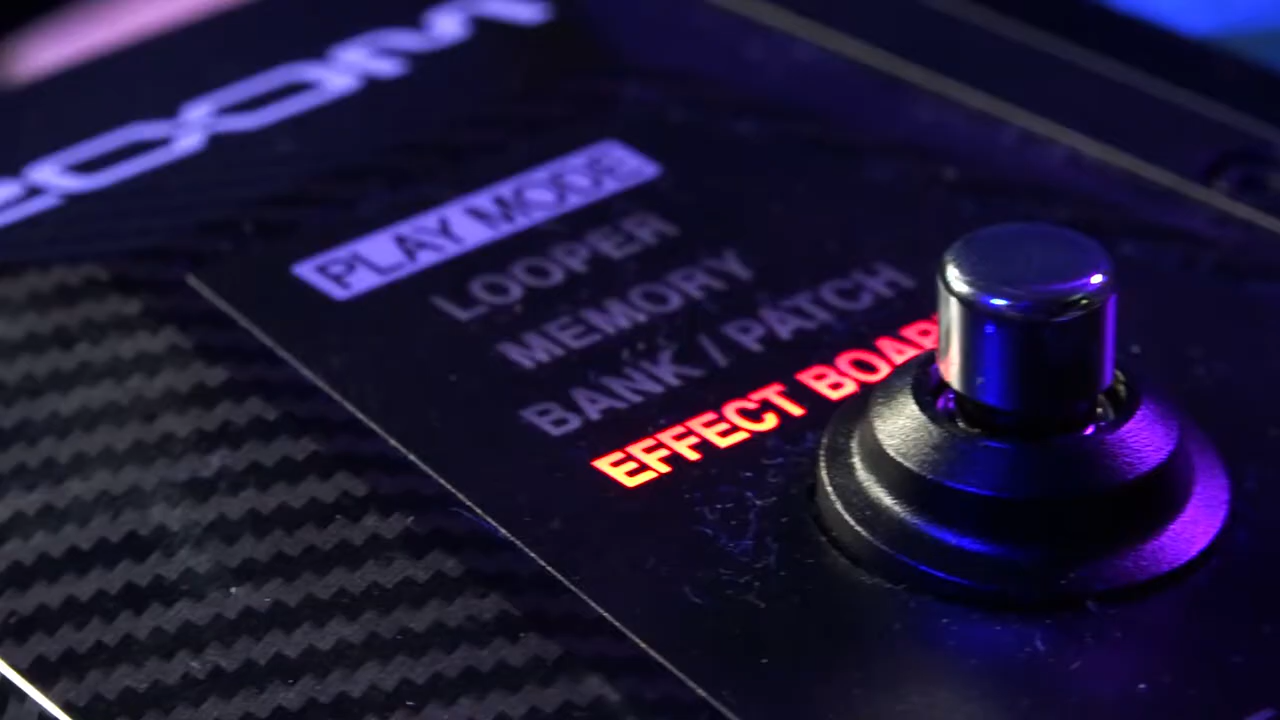 PLAY MODE
LOOPER
MEMORY
BANK / PATCH
EFFECT BOARD